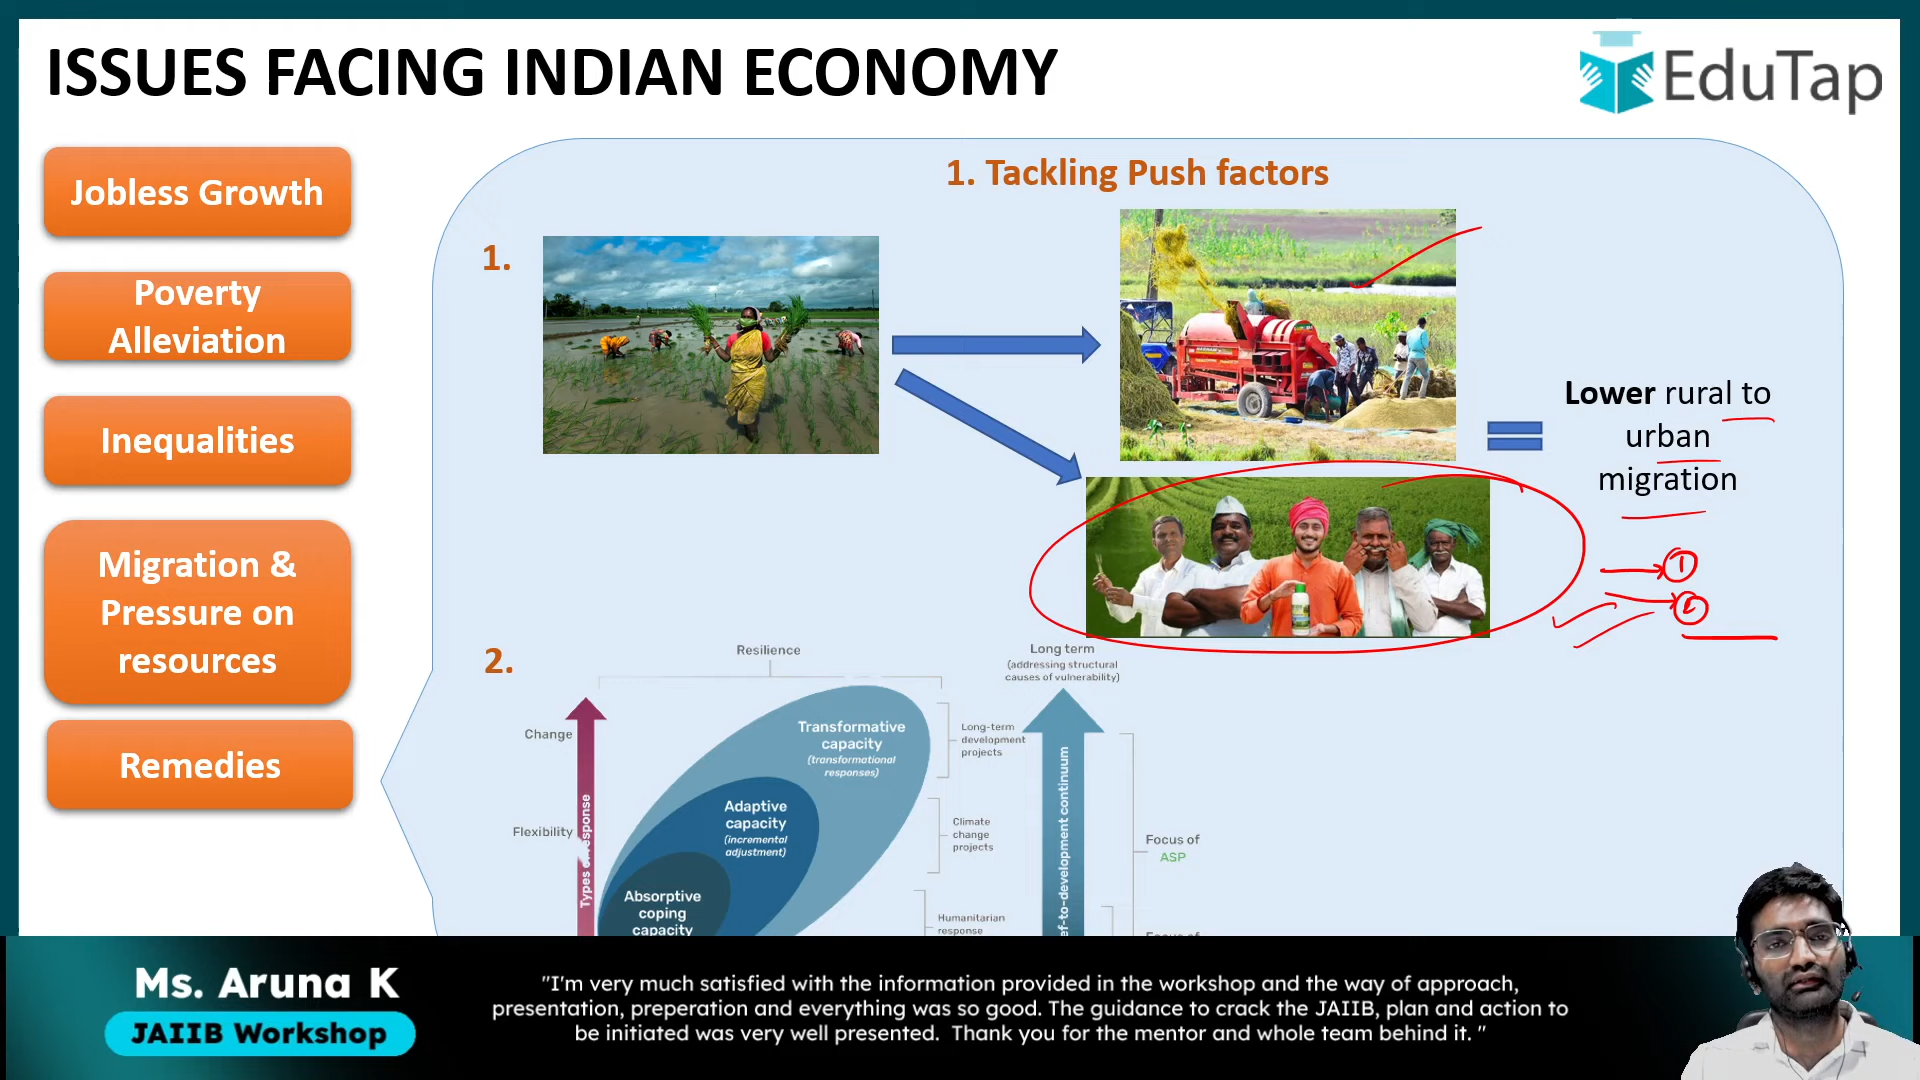 ISSUES FACING INDIAN ECONOMY
EduTap
Jobless Growth
Poverty
Alleviation
Inequalities
Migration &
Pressure on
resources
Remedies
1. Tackling Push factors
1.
Lower rural to
urban
migration
1
2
2.
Resilience
Change
Flexibility
Types of response
Transformative
capacity
(transformational
responses)
Adaptive
capacity
(incremental
adjustment)
Absorptive
coping
capacity
Long-term
development
projects
Climate
change
projects
Humanitarian
response
Long term
(addressing structural
causes of vulnerability)
ef-to-development continuum
Focus of
ASP
Ms. Aruna K
JAIIB Workshop
"I'm very much satisfied with the information provided in the workshop and the way of approach,
presentation, preperation and everything was so good. The guidance to crack the JAIIB, plan and action to
be initiated was very well presented. Thank you for the mentor and whole team behind it. "